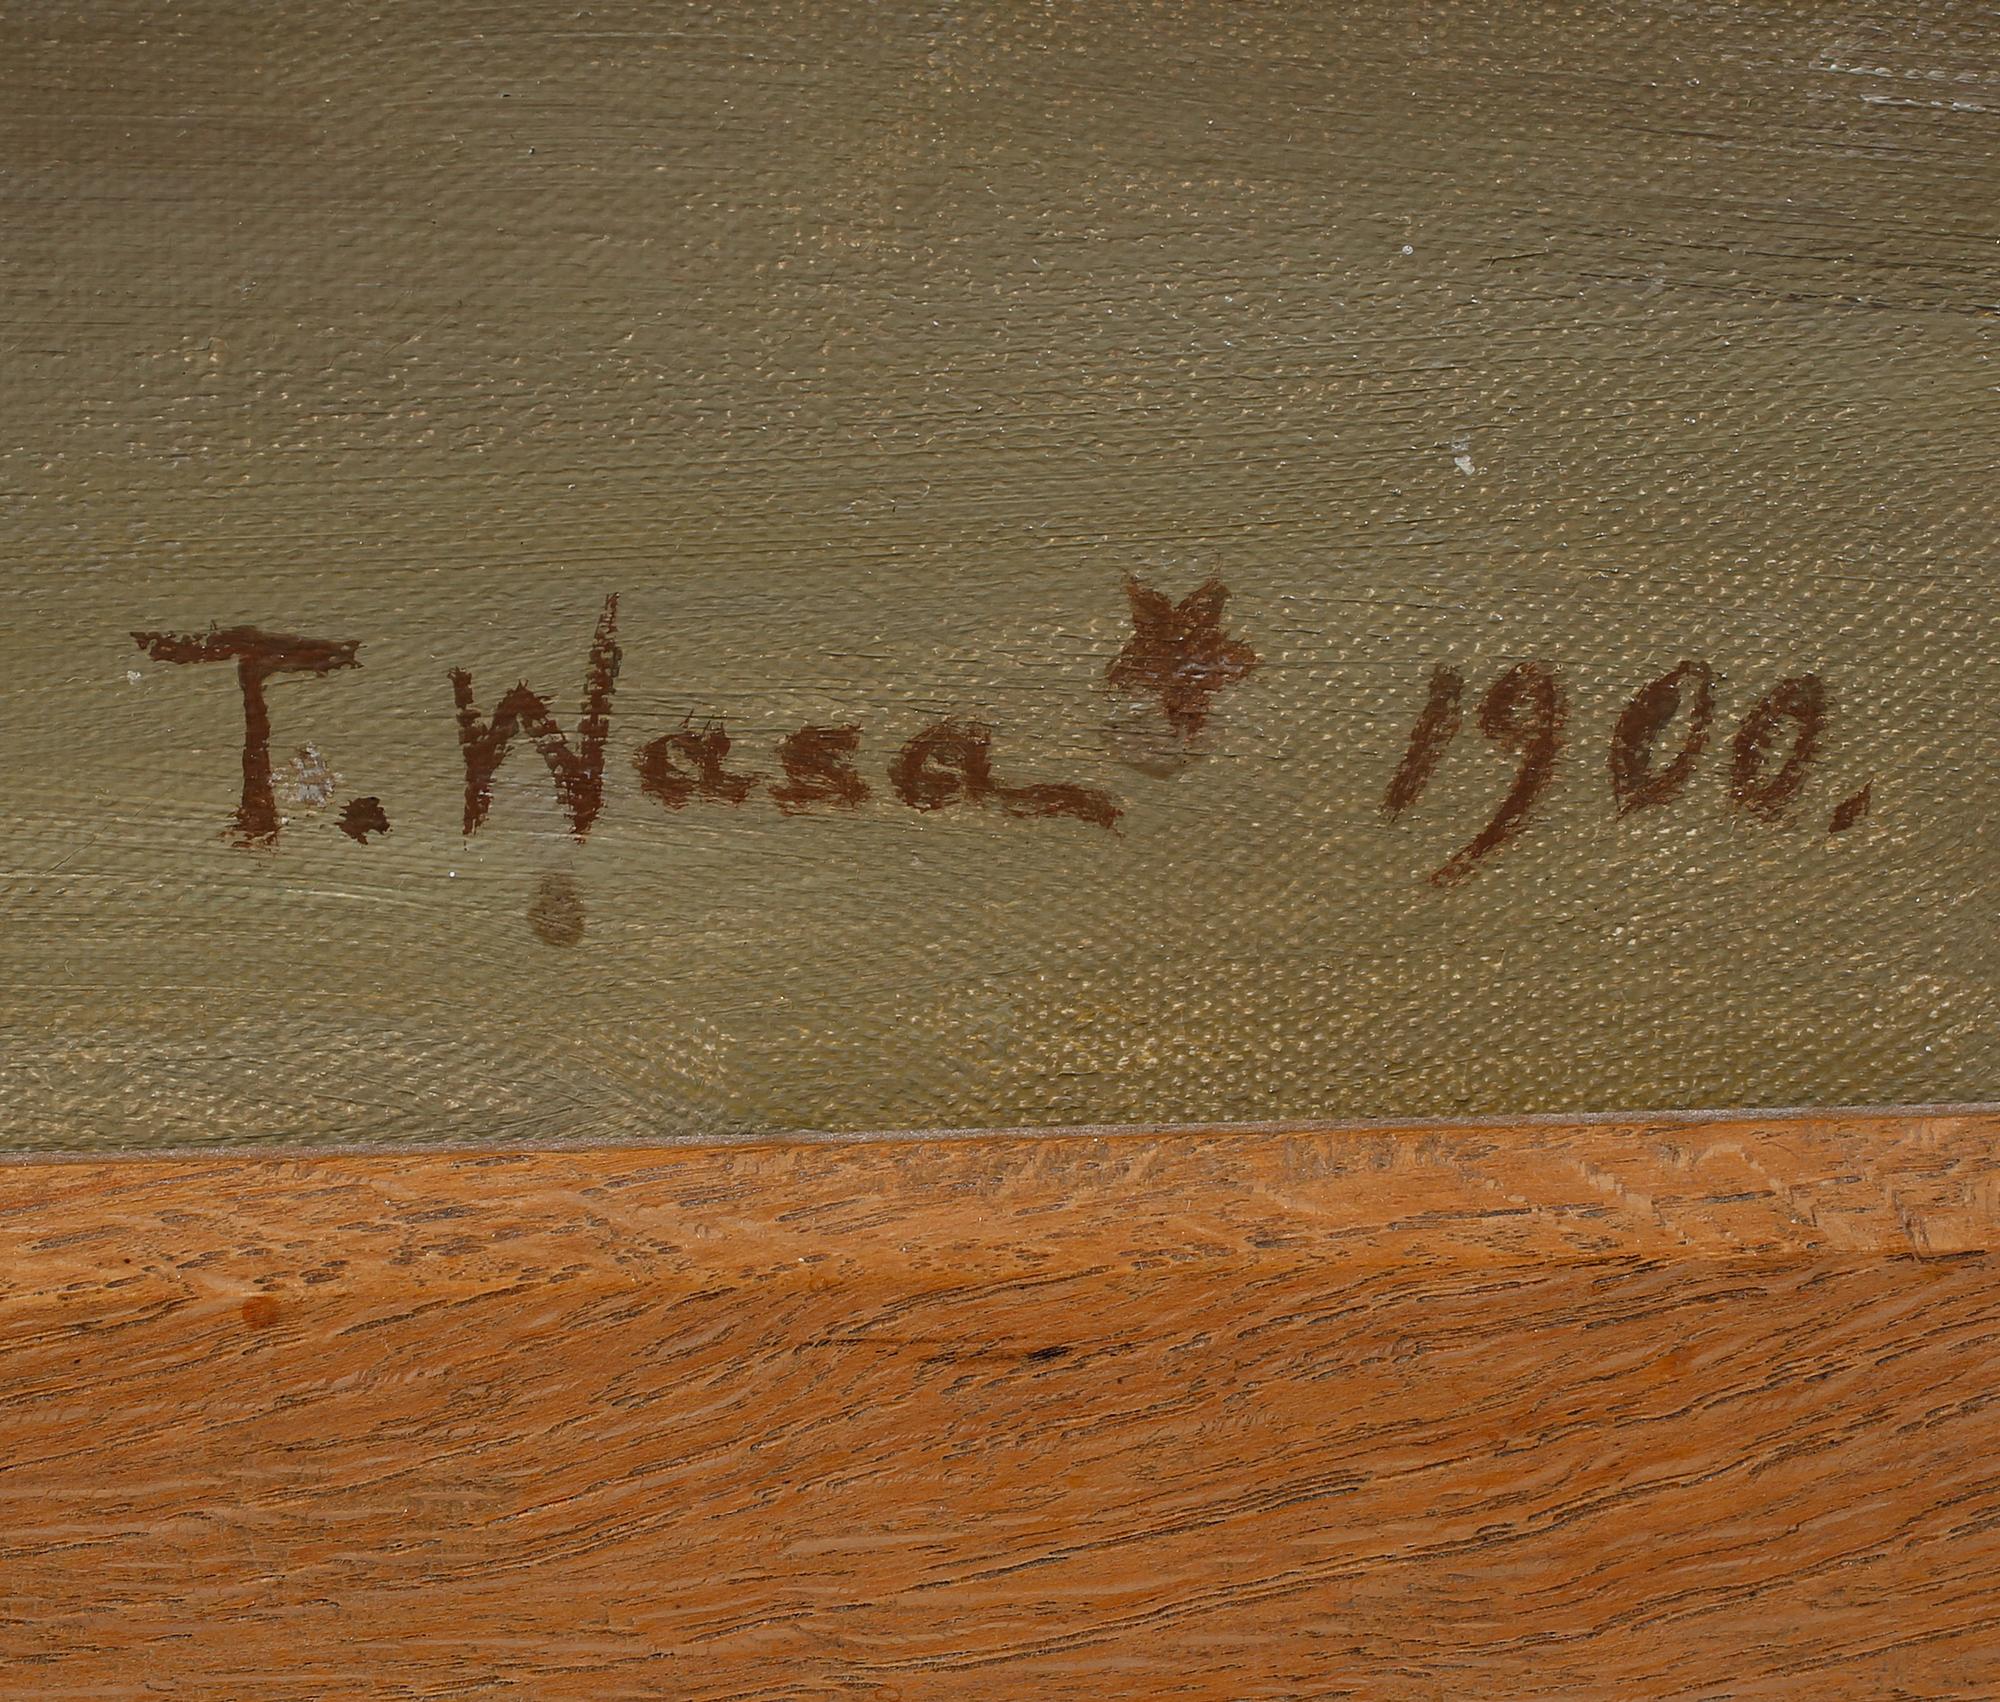 T. Wasa ★ 1900.